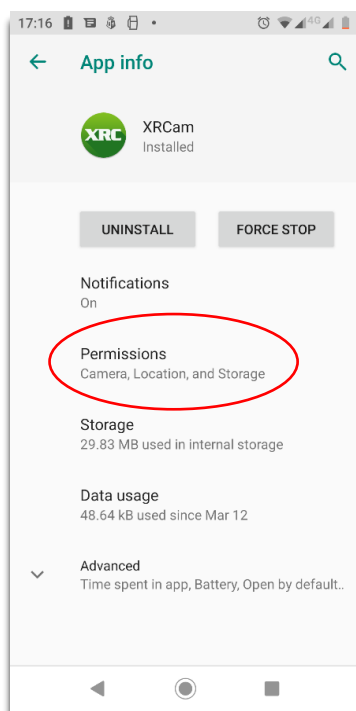 17:16 4G
App info
XRC
XRCam
Installed
UNINSTALL FORCE STOP
Notifications
On
Permissions
Camera, Location, and Storage
Storage
29.83 MB used in internal storage
Data usage
48.64 kB used since Mar 12
Advanced
Time spent in app, Battery, Open by default..